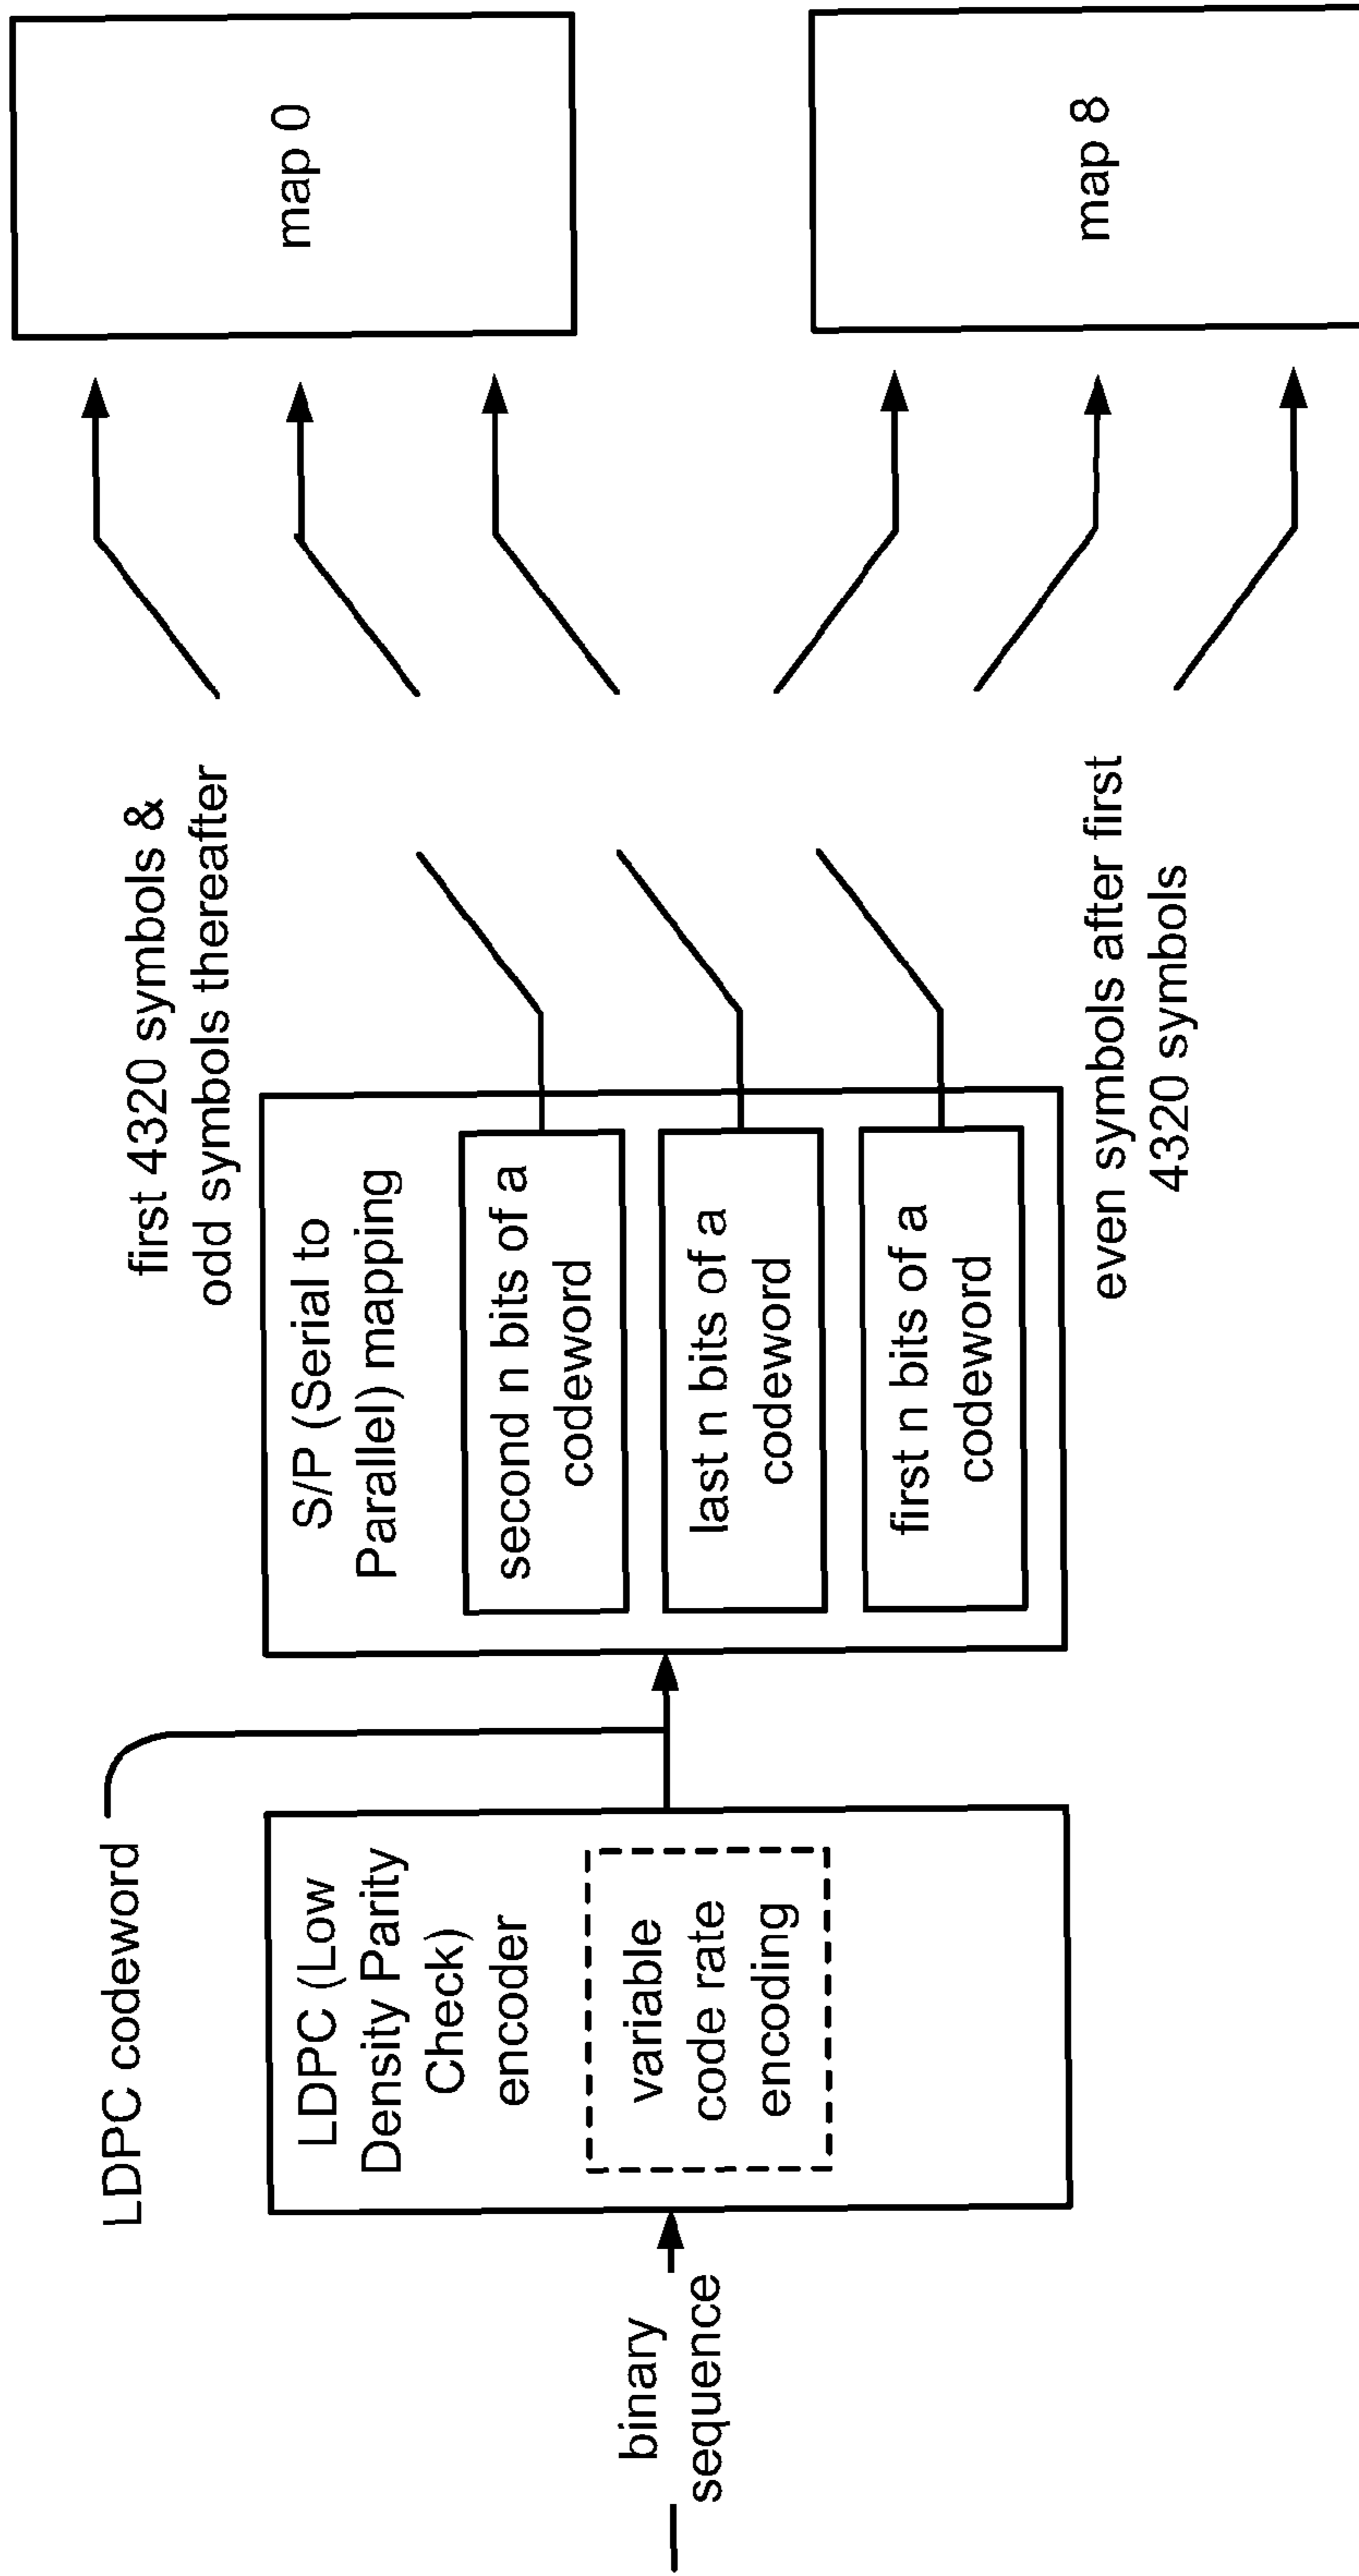 binary
sequence
LDPC codeword
LDPC (Low
Density Parity
Check)
encoder
variable
code rate
encoding
S/P (Serial to
Parallel) mapping
second n bits of a
codeword
last n bits of a
codeword
first n bits of a
codeword
first 4320 symbols &
odd symbols thereafter
even symbols after first
4320 symbols
map 0
map 8